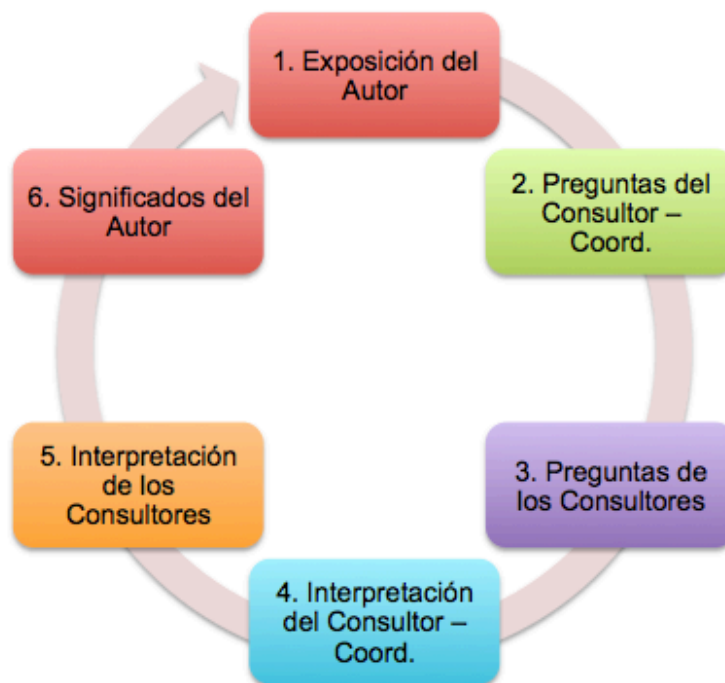 1. Exposición del
Autor
2. Preguntas del
Consultor –
Coord.
3. Preguntas de
los Consultores
4. Interpretación
del Consultor –
Coord.
5. Interpretación
de los
Consultores
6. Significados del
Autor